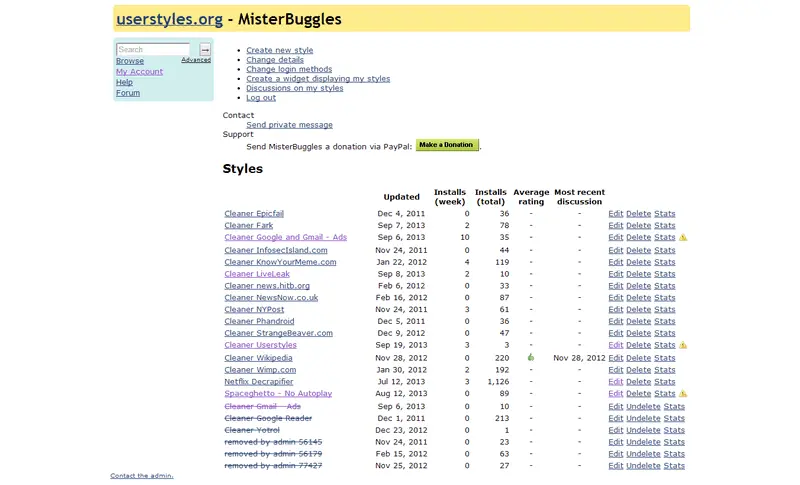 userstyles.org - MisterBuggles
Search →
Browse Advanced
My Account
Help
Forum
Create new style
Change details
Change login methods
Create a widget displaying my styles
Discussions on my styles
Log out
Contact
Send private message
Support
Send MisterBuggles a donation via PayPal: Make a Donation.
Styles
Updated Installs (week) Installs (total) Average rating Most recent discussion
Cleaner Epicfail Dec 4, 2011 0 36 - - Edit Delete Stats
Cleaner Fark Sep 7, 2013 2 78 - - Edit Delete Stats
Cleaner Google and Gmail - Ads Sep 6, 2013 10 35 - - Edit Delete Stats
Cleaner InfosecIsland.com Nov 24, 2011 0 44 - - Edit Delete Stats
Cleaner KnowYourMeme.com Jan 22, 2012 4 119 - - Edit Delete Stats
Cleaner LiveLeak Sep 8, 2013 2 10 - - Edit Delete Stats
Cleaner news.hitb.org Feb 6, 2012 0 33 - - Edit Delete Stats
Cleaner NewsNow.co.uk Feb 16, 2012 0 87 - - Edit Delete Stats
Cleaner NYPost Nov 24, 2011 3 61 - - Edit Delete Stats
Cleaner Phandroid Dec 5, 2011 0 36 - - Edit Delete Stats
Cleaner StrangeBeaver.com Dec 9, 2012 0 47 - - Edit Delete Stats
Cleaner Userstyles Sep 19, 2013 3 3 - - Edit Delete Stats
Cleaner Wikipedia Nov 28, 2012 0 220 Nov 28, 2012 Edit Delete Stats
Cleaner Wimp.com Jan 30, 2012 2 192 - - Edit Delete Stats
Netflix Decrapifier Jul 12, 2013 3 1,126 - - Edit Delete Stats
Spaceghetto - No Autoplay Aug 12, 2013 0 89 - - Edit Delete Stats
Cleaner Gmail - Ads Sep 6, 2013 0 10 - - Edit Undelete Stats
Cleaner Google Reader Dec 1, 2011 0 213 - - Edit Undelete Stats
Cleaner Yotrol Dec 23, 2012 0 1 - - Edit Undelete Stats
removed by admin 56145 Nov 24, 2011 0 23 - - Edit Undelete Stats
removed by admin 56179 Feb 15, 2012 0 63 - - Edit Undelete Stats
removed by admin 77427 Nov 25, 2012 0 27 - - Edit Undelete Stats
Contact the admin.